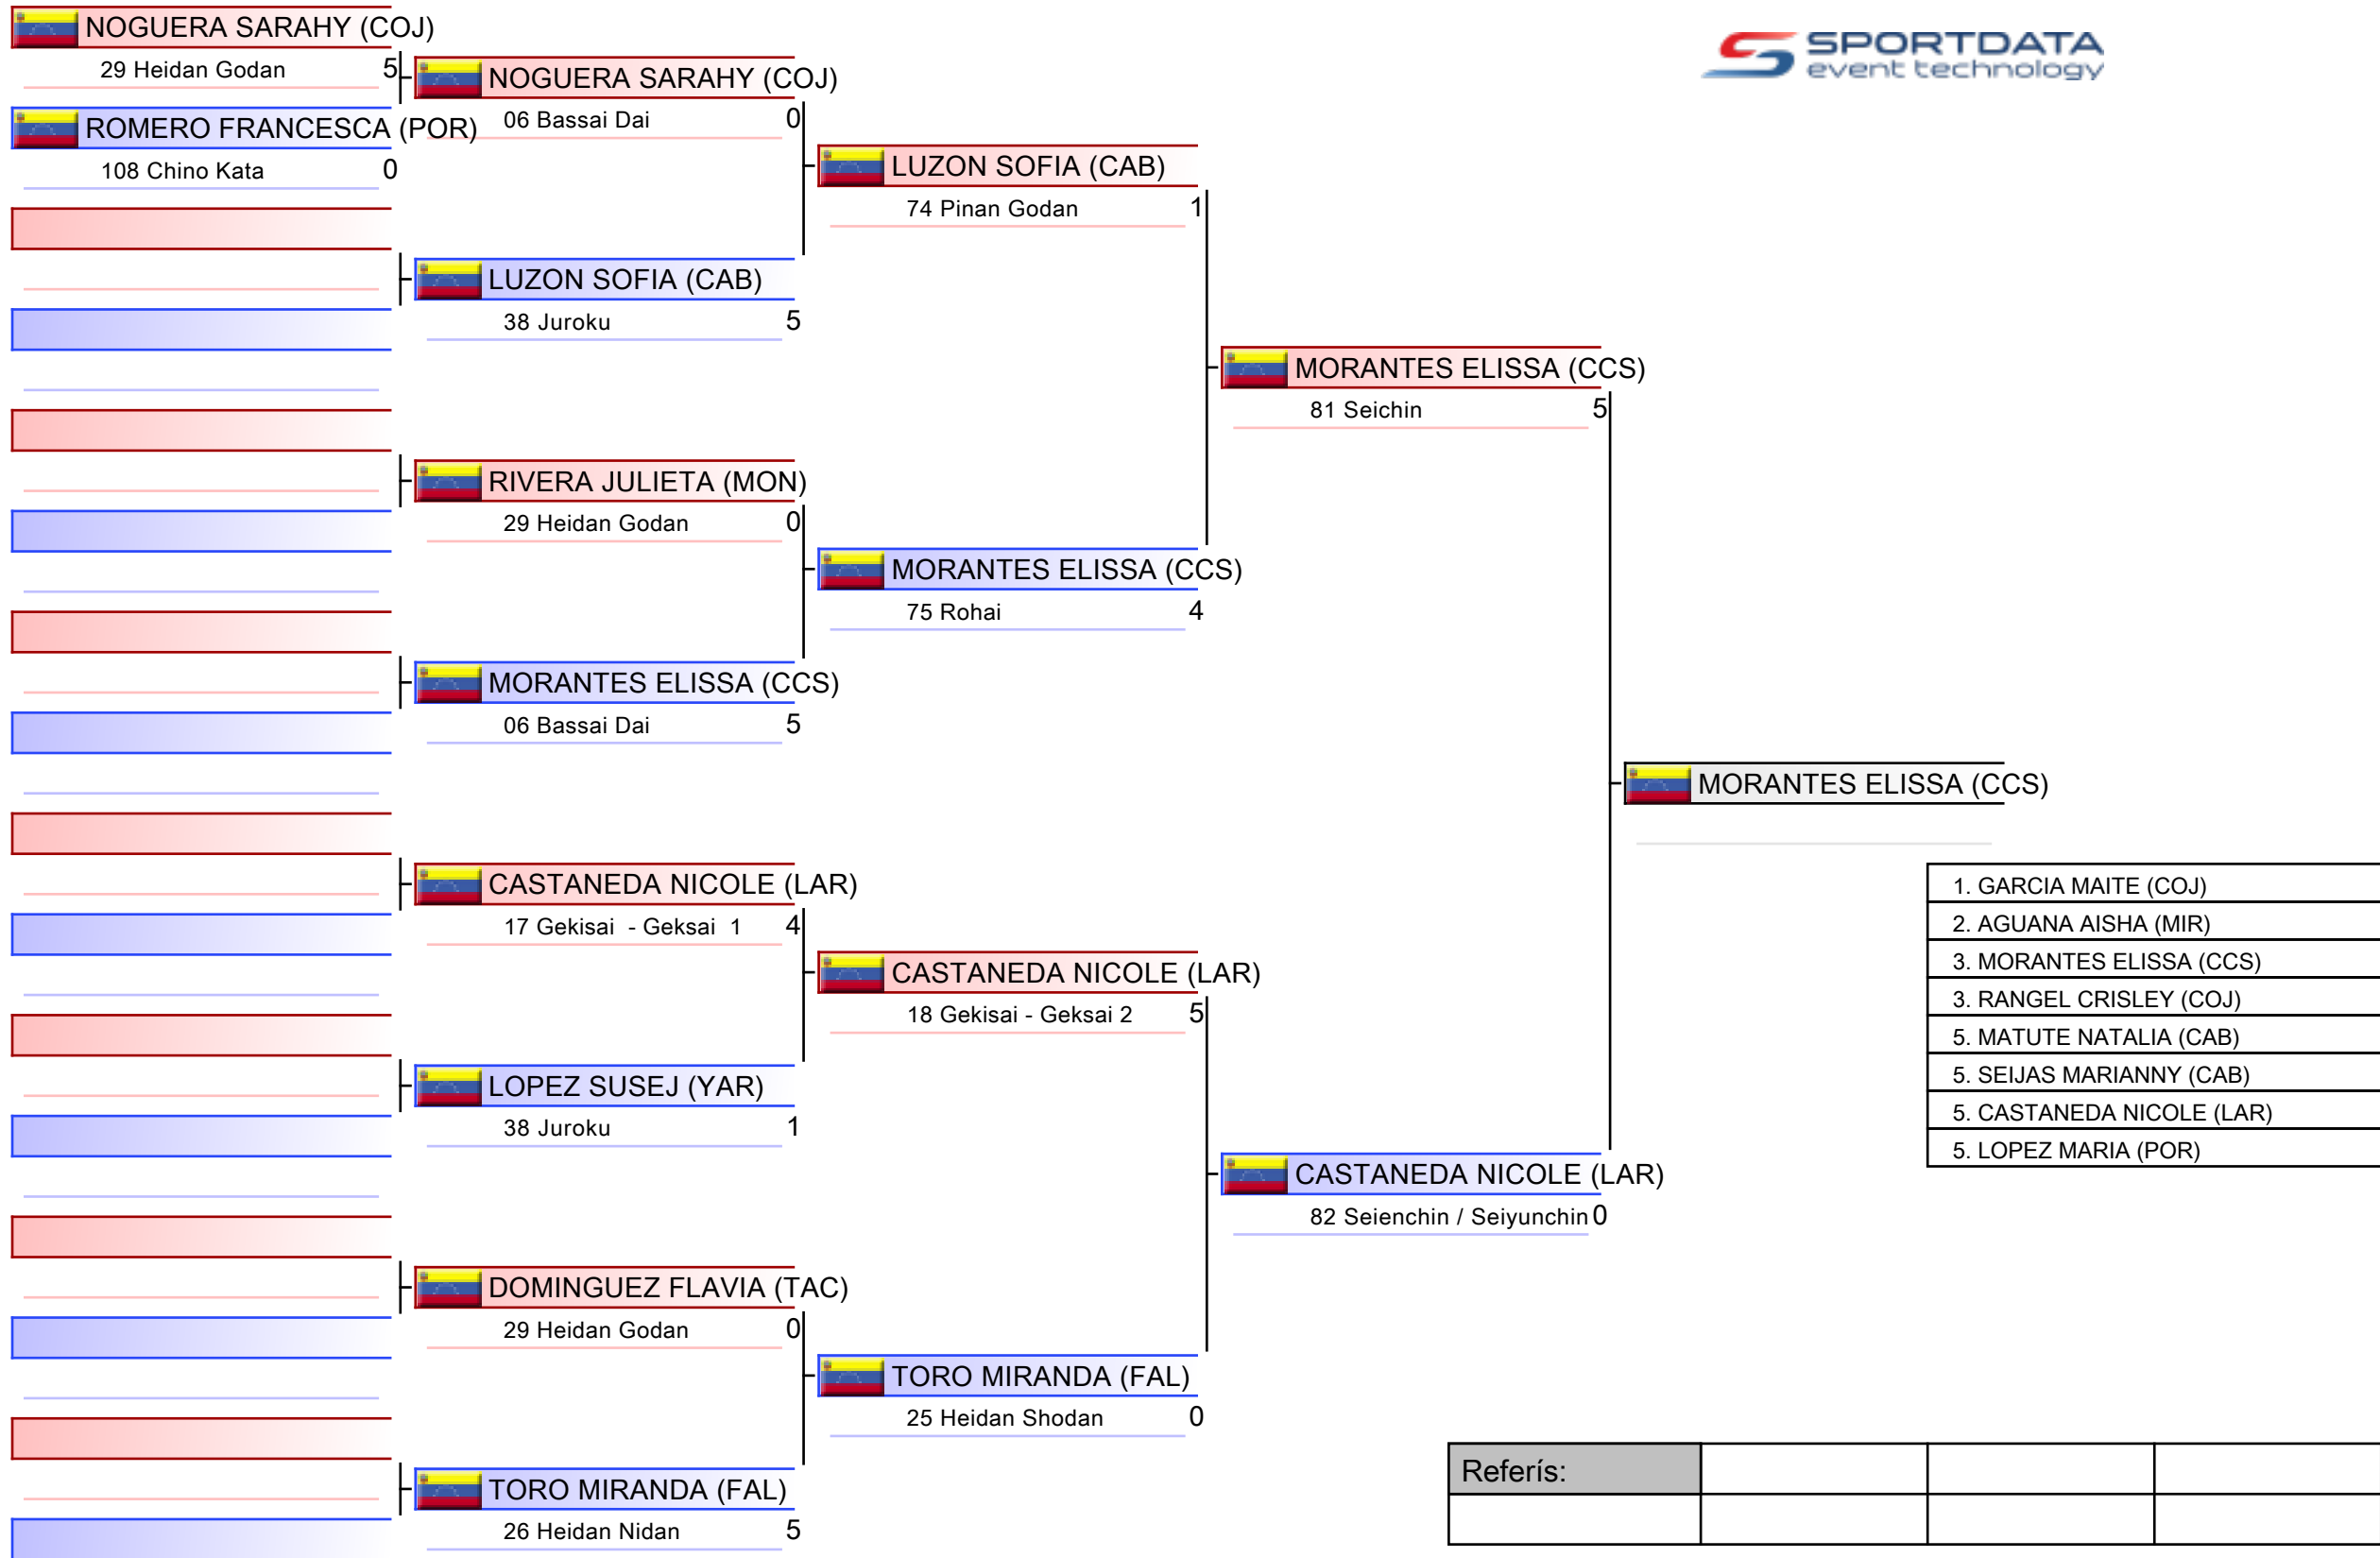 SPORTDATA
event technology
NOGUERA SARAHY (COJ)
29 Heidan Godan 5
ROMERO FRANCESCA (POR)
108 Chino Kata 0
NOGUERA SARAHY (COJ)
06 Bassai Dai 0
LUZON SOFIA (CAB)
38 Juroku 5
RIVERA JULIETA (MON)
29 Heidan Godan 0
MORANTES ELISSA (CCS)
06 Bassai Dai 5
CASTANEDA NICOLE (LAR)
17 Gekisai - Geksai 1 4
LOPEZ SUSEJ (YAR)
38 Juroku 1
DOMINGUEZ FLAVIA (TAC)
29 Heidan Godan 0
TORO MIRANDA (FAL)
26 Heidan Nidan 5
LUZON SOFIA (CAB)
74 Pinan Godan 1
MORANTES ELISSA (CCS)
75 Rohai 4
CASTANEDA NICOLE (LAR)
18 Gekisai - Geksai 2 5
TORO MIRANDA (FAL)
25 Heidan Shodan 0
MORANTES ELISSA (CCS)
81 Seichin 5
CASTANEDA NICOLE (LAR)
82 Seienchin / Seiyunchin 0
MORANTES ELISSA (CCS)
1. GARCIA MAITE (COJ)
2. AGUANA AISHA (MIR)
3. MORANTES ELISSA (CCS)
3. RANGEL CRISLEY (COJ)
5. MATUTE NATALIA (CAB)
5. SEIJAS MARIANNY (CAB)
5. CASTANEDA NICOLE (LAR)
5. LOPEZ MARIA (POR)
Referís: